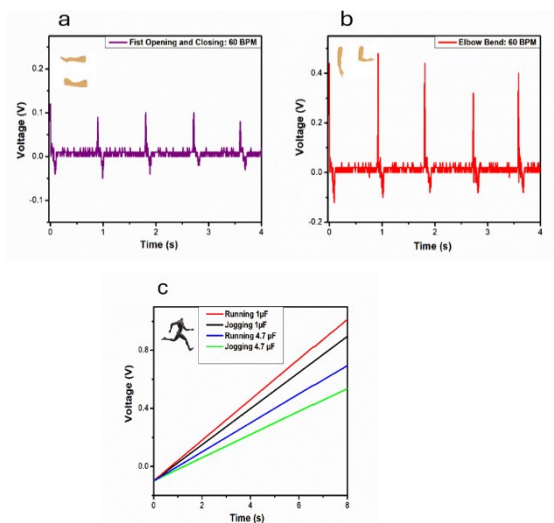 a
Fist Opening and Closing: 60 BPM
Voltage (V)
0.2
0.1
0.0
-0.1
0 1 2 3 4
Time (s)
b
Elbow Bend: 60 BPM
Voltage (V)
0.4
0.2
0.0
-0.2
0 1 2 3 4
Time (s)
c
Running 1µF
Jogging 1µF
Running 4.7 µF
Jogging 4.7 µF
Voltage (V)
0.8
0.4
0.0
0 2 4 6 8
Time (s)